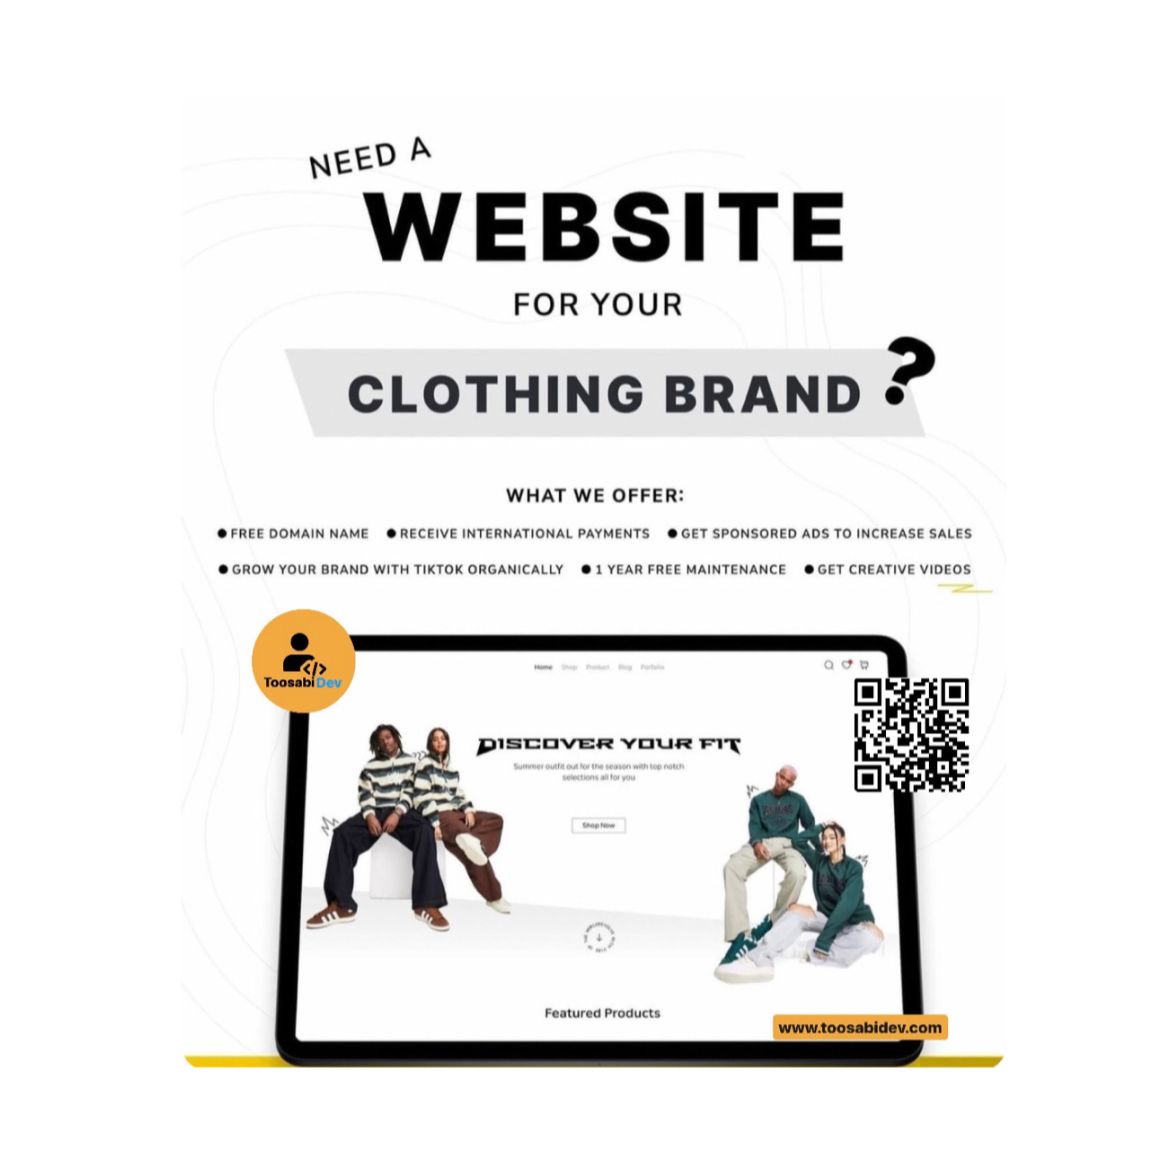 NEED A
WEBSITE
FOR YOUR
CLOTHING BRAND ?
WHAT WE OFFER:
● FREE DOMAIN NAME ● RECEIVE INTERNATIONAL PAYMENTS ● GET SPONSORED ADS TO INCREASE SALES
● GROW YOUR BRAND WITH TIKTOK ORGANICALLY ● 1 YEAR FREE MAINTENANCE ● GET CREATIVE VIDEOS
</>
ToosabiDev
Home Shop Product Blog Porfolio
DISCOVER YOUR FIT
Summer outfit out for the season with top notch
selections all for you
Shop Now
Featured Products
www.toosabidev.com